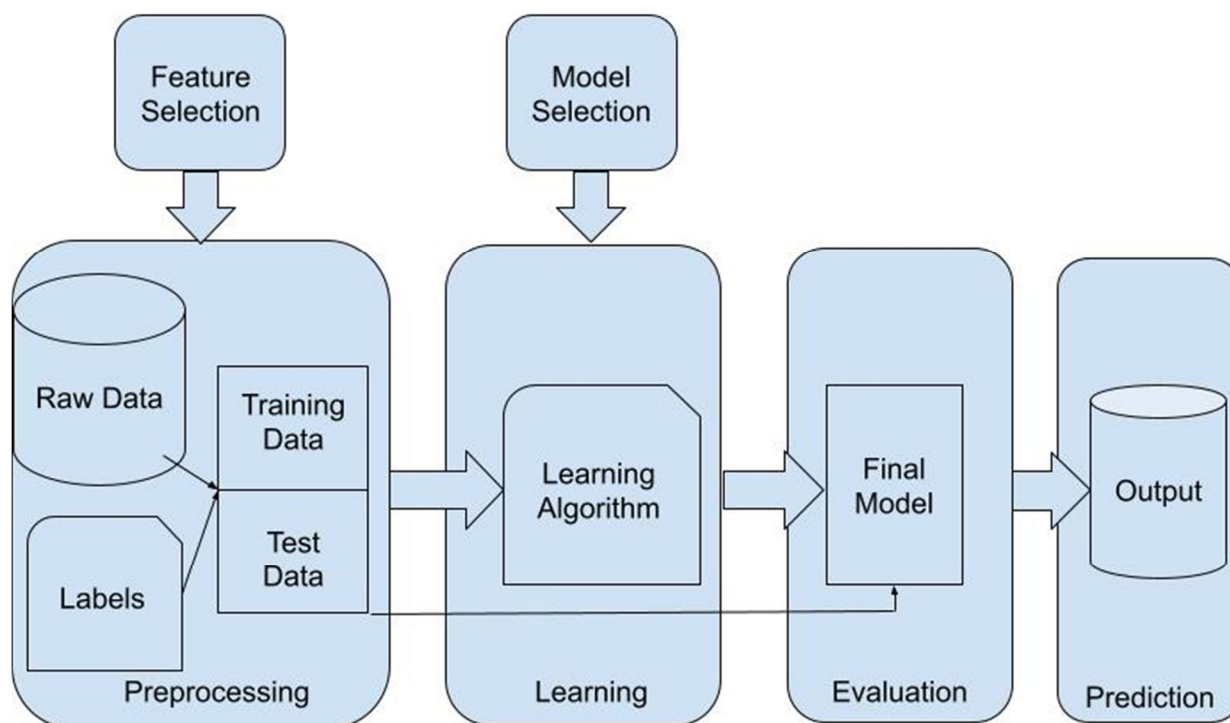 Feature
Selection
Model
Selection
Raw Data
Labels
Training
Data
Test
Data
Preprocessing
Learning
Algorithm
Learning
Final
Model
Evaluation
Output
Prediction